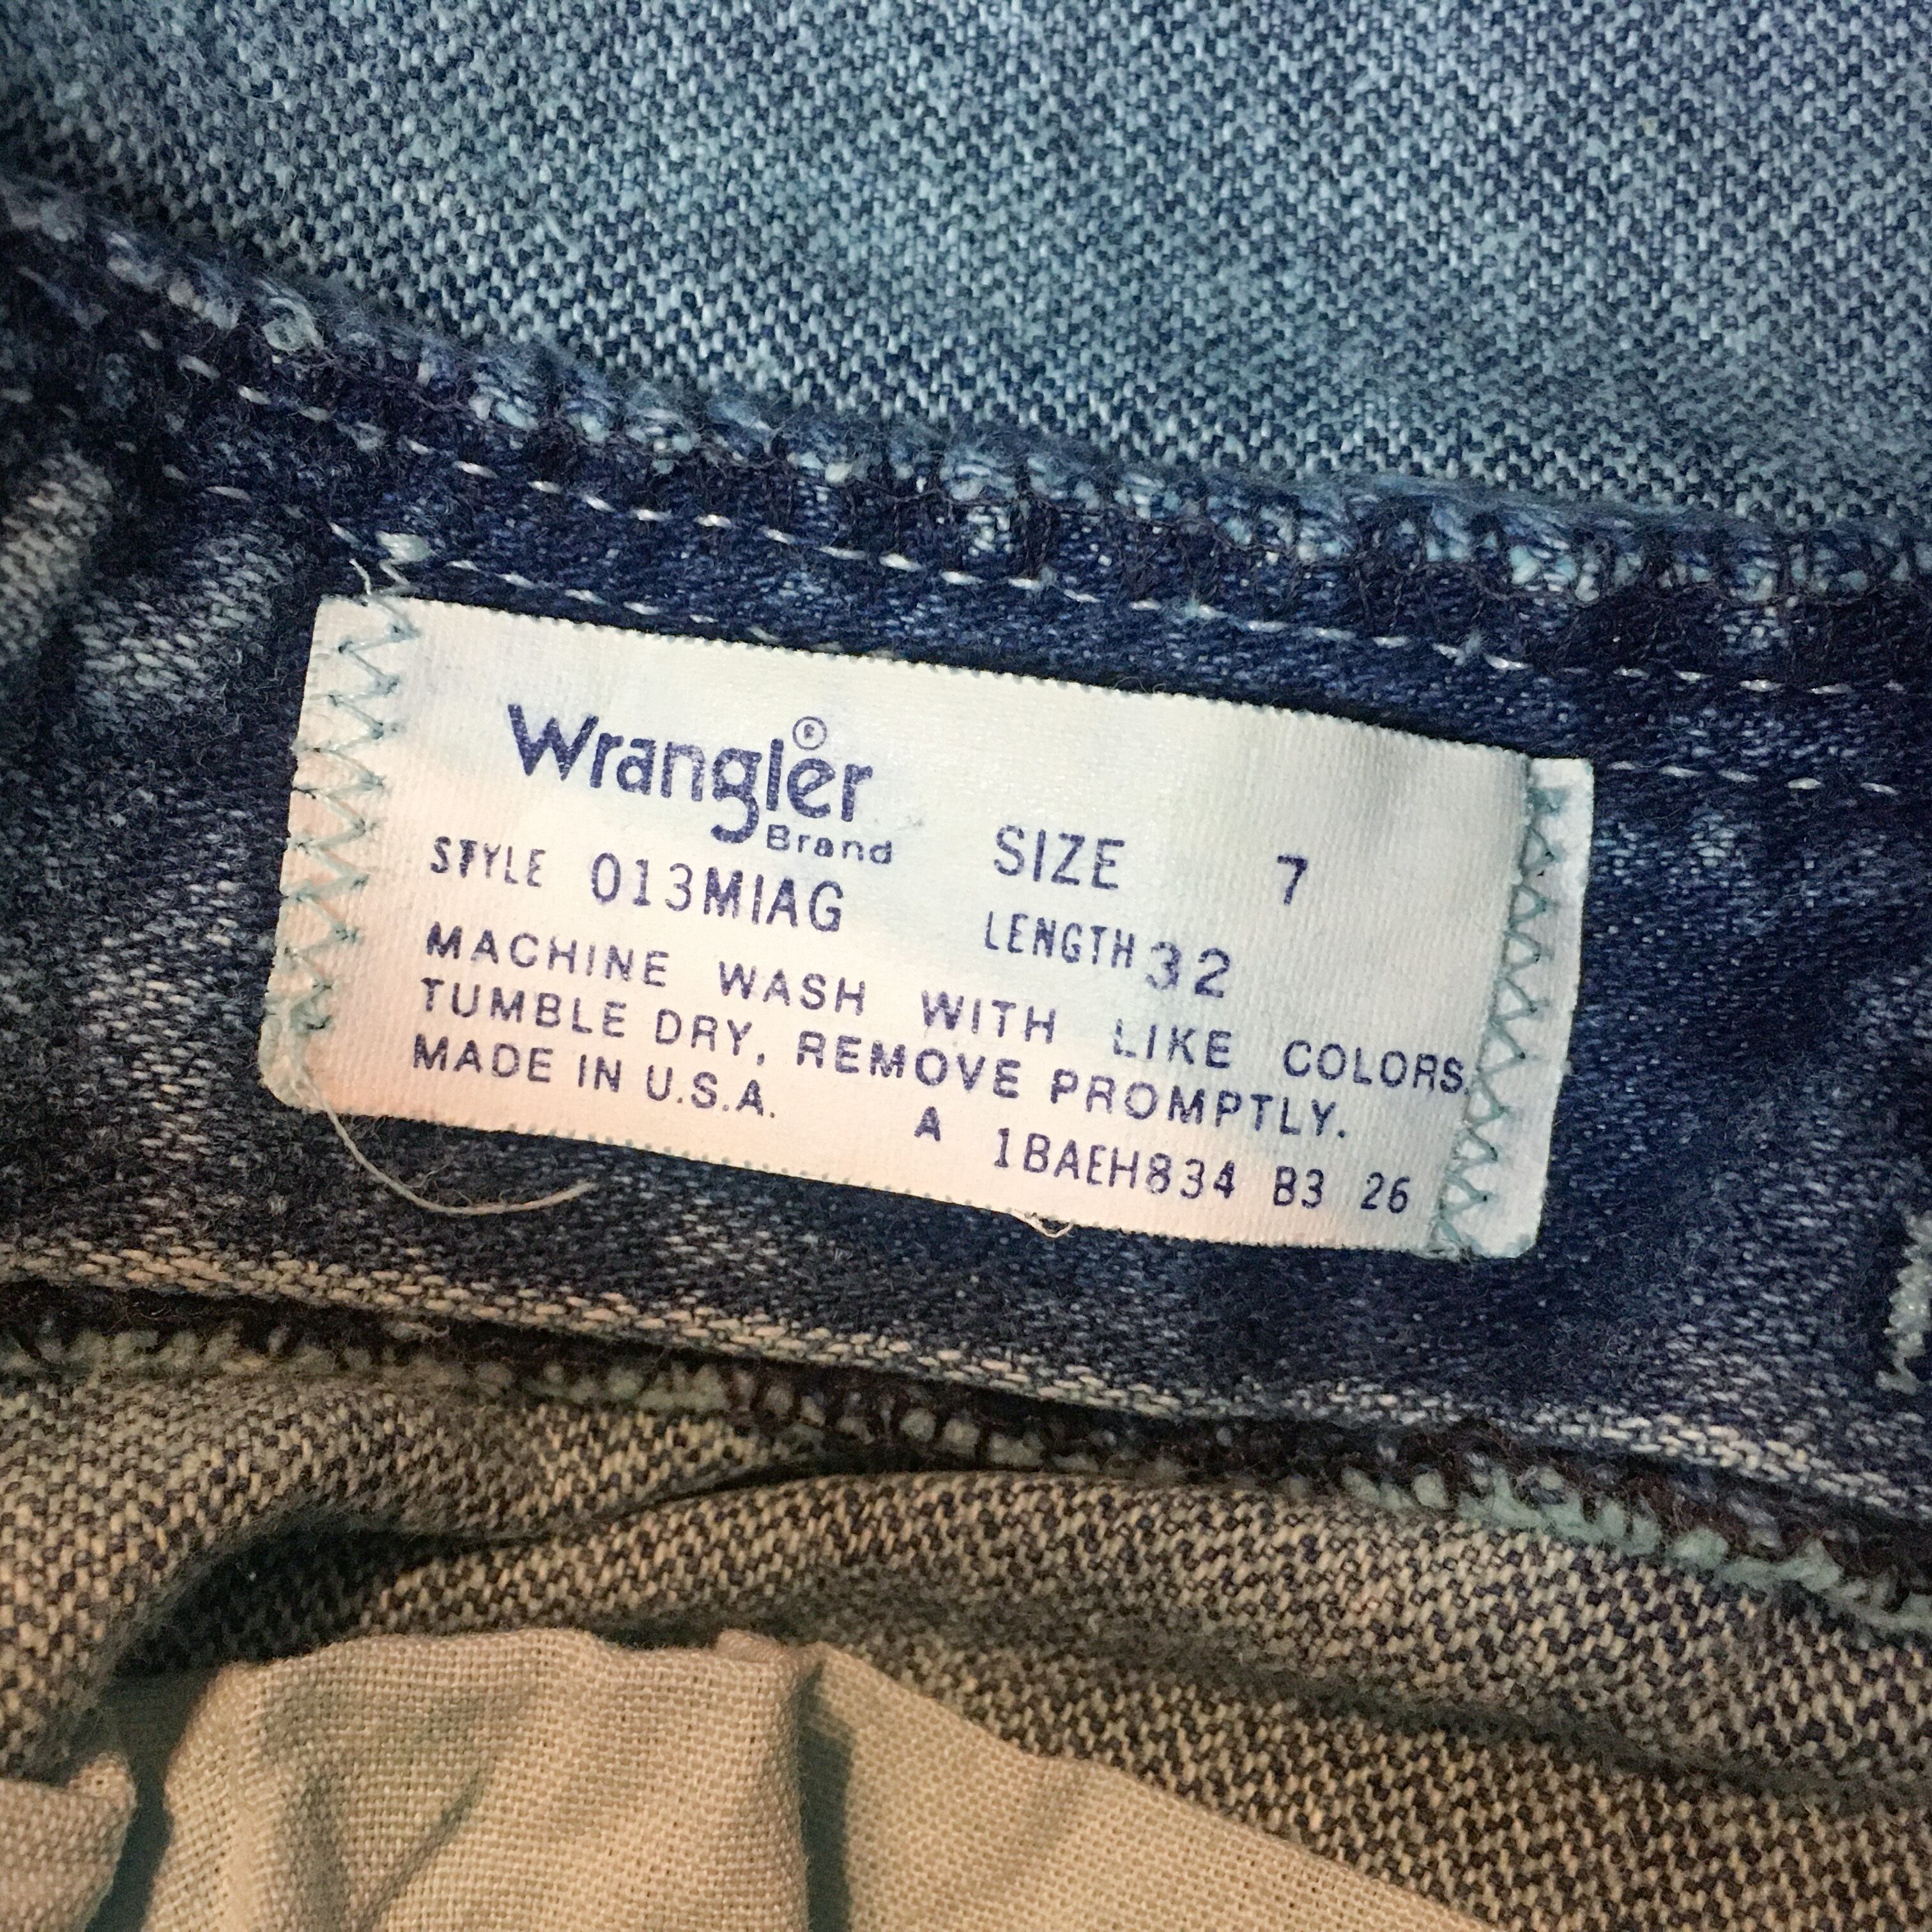 Wrangler®
Brand
STYLE 013MIAG SIZE 7
LENGTH 32
MACHINE WASH WITH LIKE COLORS.
TUMBLE DRY, REMOVE PROMPTLY.
MADE IN U.S.A. A 1BAEH834 B3 26